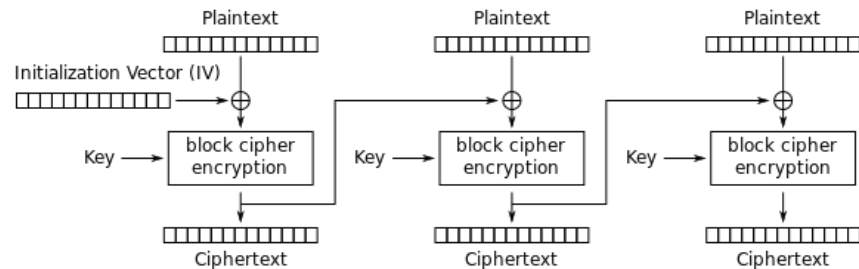 Plaintext Plaintext Plaintext
Initialization Vector (IV)
Key block cipher encryption Key block cipher encryption Key block cipher encryption
Ciphertext Ciphertext Ciphertext